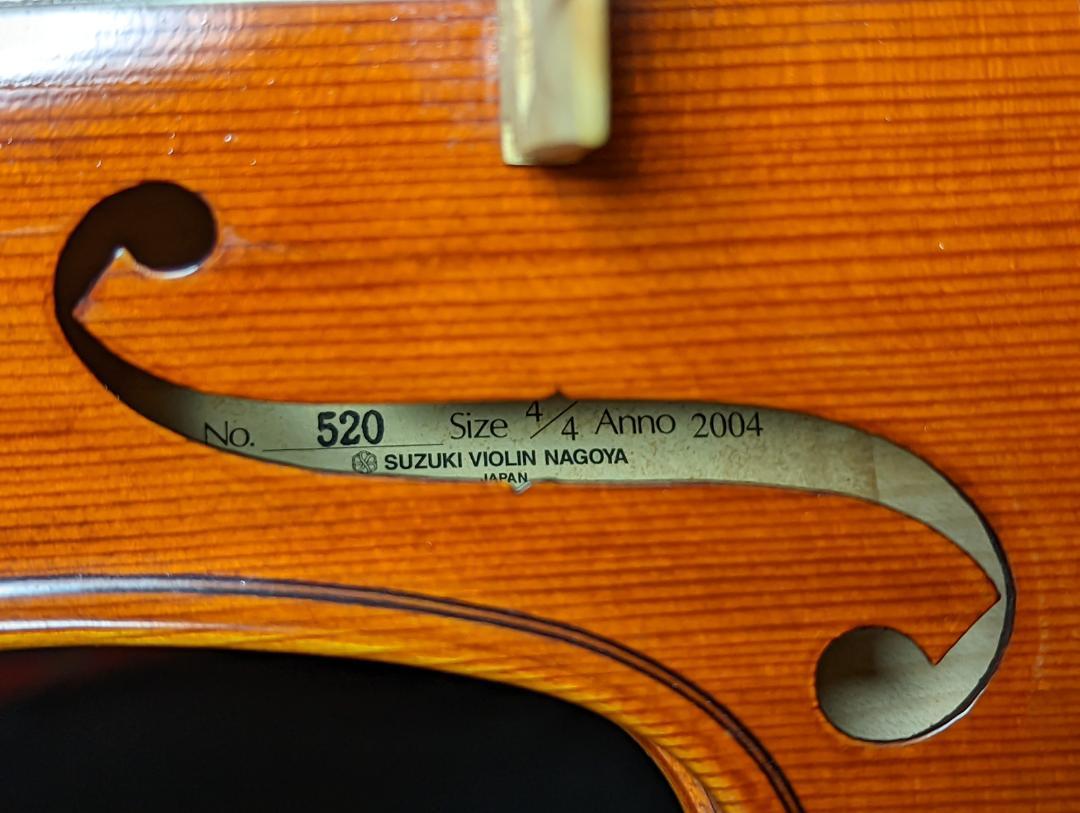 No. 520 Size 4/4 Anno 2004
SUZUKI VIOLIN NAGOYA
JAPAN